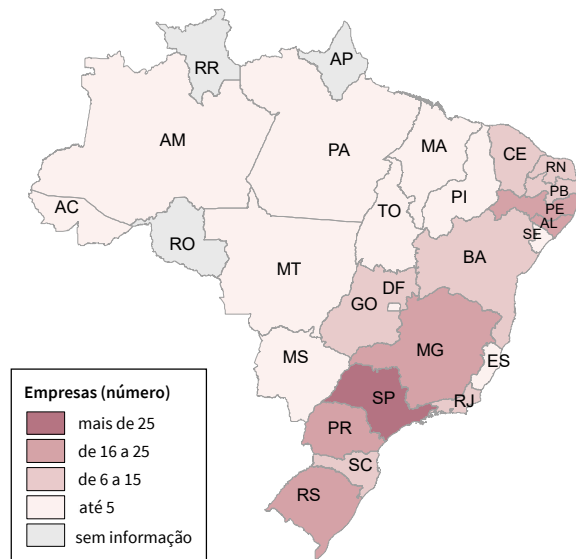 RR
AP
AM
PA
MA
CE
RN
PB
PE
AL
SE
PI
TO
AC
RO
MT
BA
DF
GO
MS
MG
ES
SP
RJ
PR
SC
RS
Empresas (número)
mais de 25
de 16 a 25
de 6 a 15
até 5
sem informação